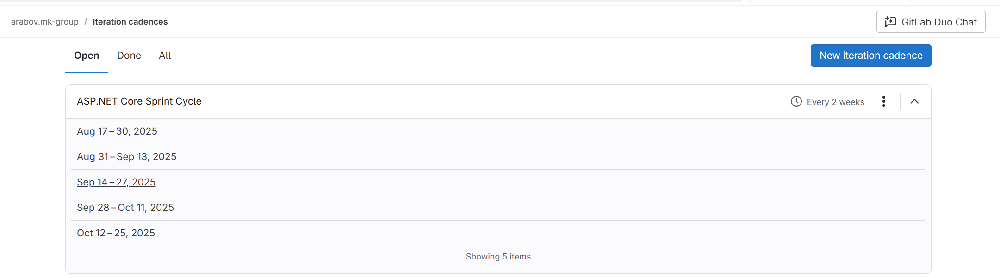 arabov.mk-group / Iteration cadences
GitLab Duo Chat
Open Done All
New iteration cadence
ASP.NET Core Sprint Cycle
Every 2 weeks
Aug 17 – 30, 2025
Aug 31 – Sep 13, 2025
Sep 14 – 27, 2025
Sep 28 – Oct 11, 2025
Oct 12 – 25, 2025
Showing 5 items